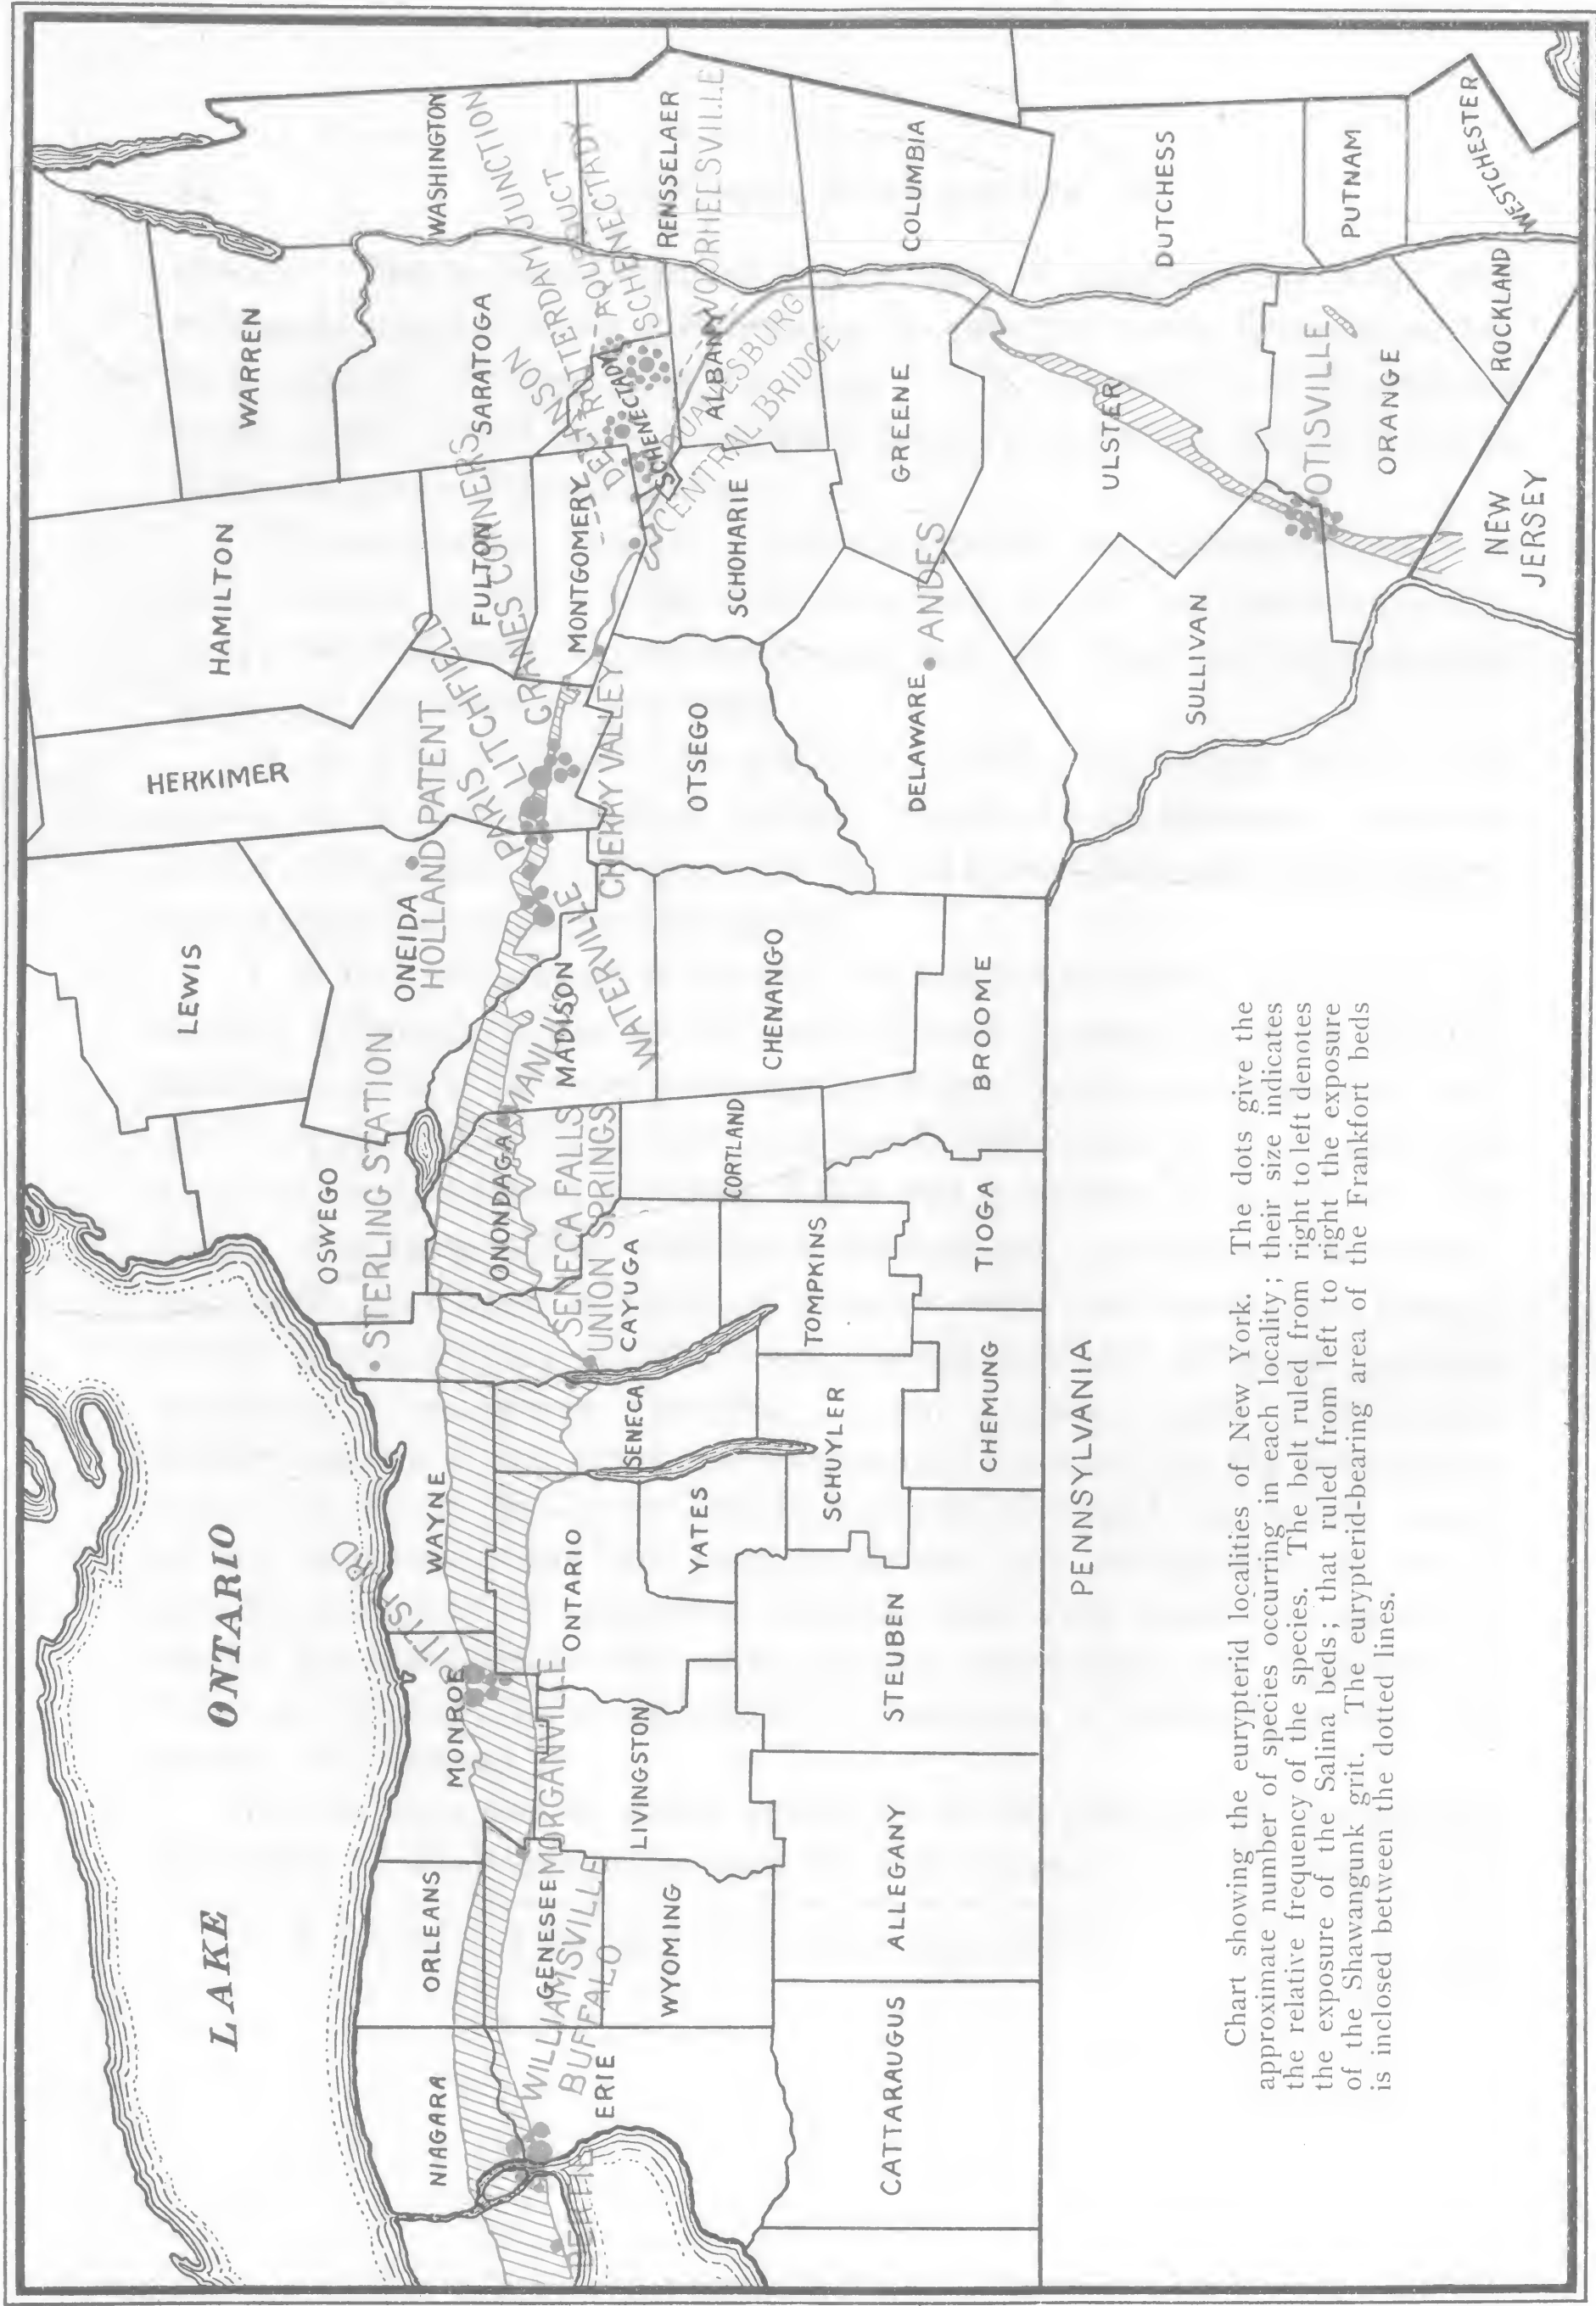 LAKE ONTARIO
NIAGARA
ORLEANS
MONROE
WAYNE
OSWEGO
LEWIS
HERKIMER
HAMILTON
WARREN
WASHINGTON
SARATOGA
FULTON
MONTGOMERY
SCHENECTADY
RENSSELAER
ALBANY
ONEIDA
MADISON
ONONDAGA
CAYUGA
SENECA
ONTARIO
GENESEE
ERIE
WYOMING
LIVINGSTON
YATES
SCHUYLER
TOMPKINS
CORTLAND
CHENANGO
OTSEGO
SCHOHARIE
GREENE
COLUMBIA
DELAWARE
ULSTER
DUTCHESS
PUTNAM
WESTCHESTER
ROCKLAND
ORANGE
SULLIVAN
BROOME
TIOGA
CHEMUNG
STEUBEN
ALLEGANY
CATTARAUGUS
PENNSYLVANIA
NEW
JERSEY
WILLIAMSVILLE
BUFFALO
MORGANVILLE
STERLING STATION
SENECA FALLS
UNION SPRINGS
WATERVILLE
HOLLAND PATENT
PARIS
LITCHFIELD
CRANES CORNERS
CHERRY VALLEY
ROTTERDAM JUNCTION
AQUEDUCT
SCHENECTADY
VOORHEESVILLE
DUANESBURG
CENTRAL BRIDGE
ANDES
OTISVILLE
Chart showing the eurypterid localities of New York. The dots give the
approximate number of species occurring in each locality; their size indicates
the relative frequency of the species. The belt ruled from right to left denotes
the exposure of the Salina beds; that ruled from left to right the exposure
of the Shawangunk grit. The eurypterid-bearing area of the Frankfort beds
is inclosed between the dotted lines.